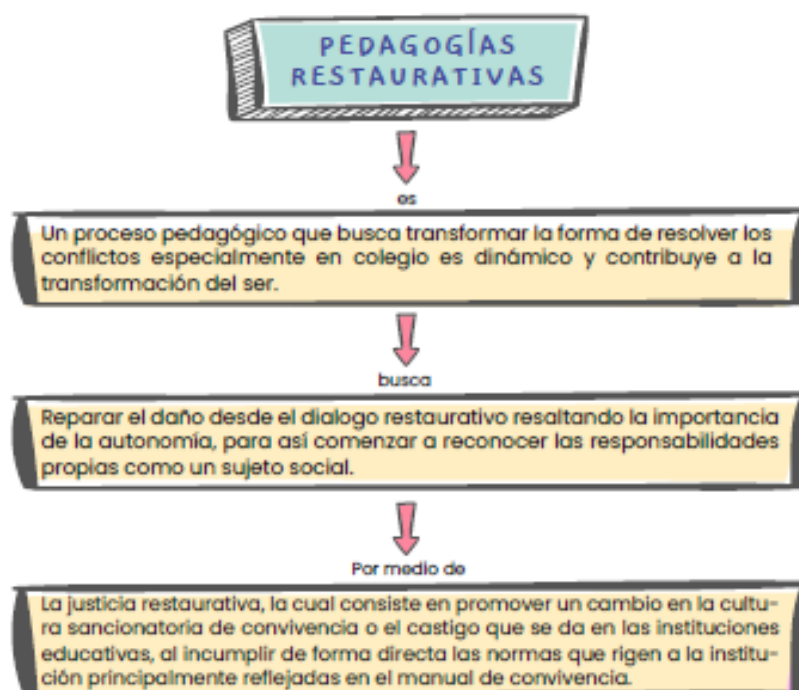 PEDAGOGÍAS
RESTAURATIVAS
es
Un proceso pedagógico que busca transformar la forma de resolver los
conflictos especialmente en colegio es dinámico y contribuye a la
transformación del ser.
busca
Reparar el daño desde el dialogo restaurativo resaltando la importancia
de la autonomía, para así comenzar a reconocer las responsabilidades
propias como un sujeto social.
Por medio de
La justicia restaurativa, la cual consiste en promover un cambio en la cultu-
ra sancionatoria de convivencia o el castigo que se da en las instituciones
educativas, al incumplir de forma directa las normas que rigen a la institu-
ción principalmente reflejadas en el manual de convivencia.